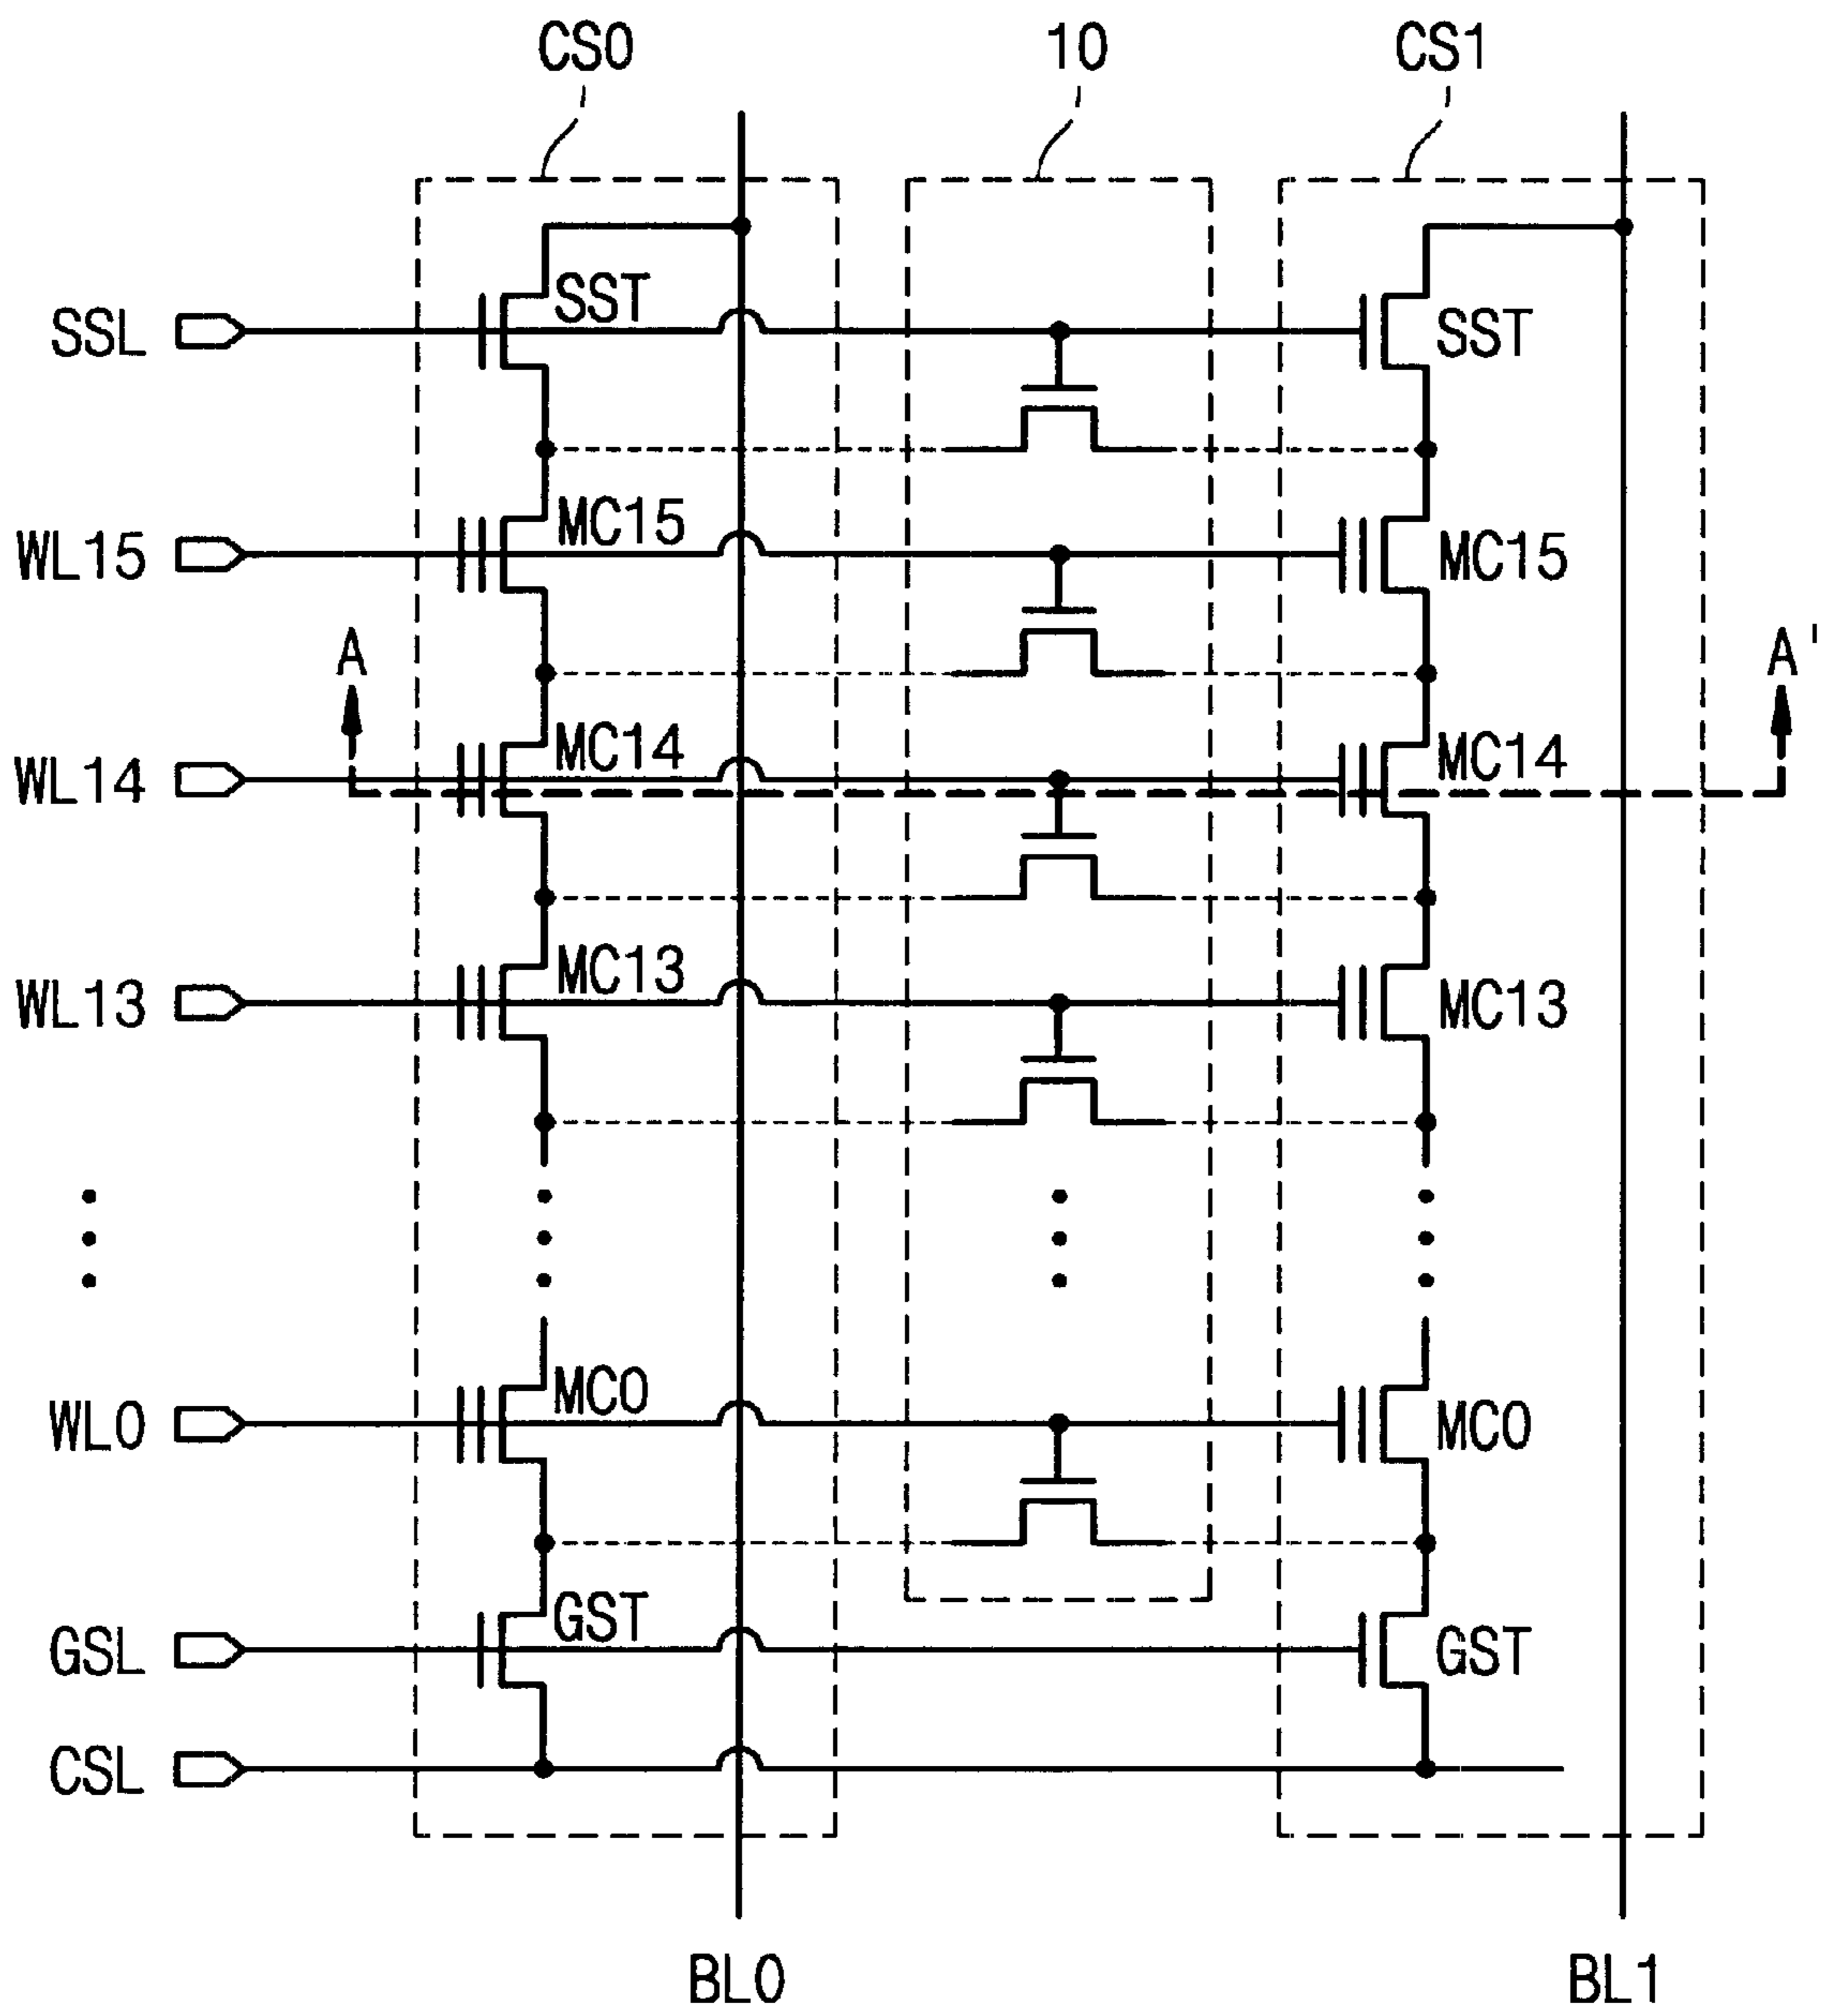 CS0 10 CS1
SST
SSL SST
MC15
WL15 MC15
A A'
MC14 MC14
WL14
MC13
WL13 MC13
MC0
WL0 MC0
GST
GSL GST
CSL
BL0 BL1